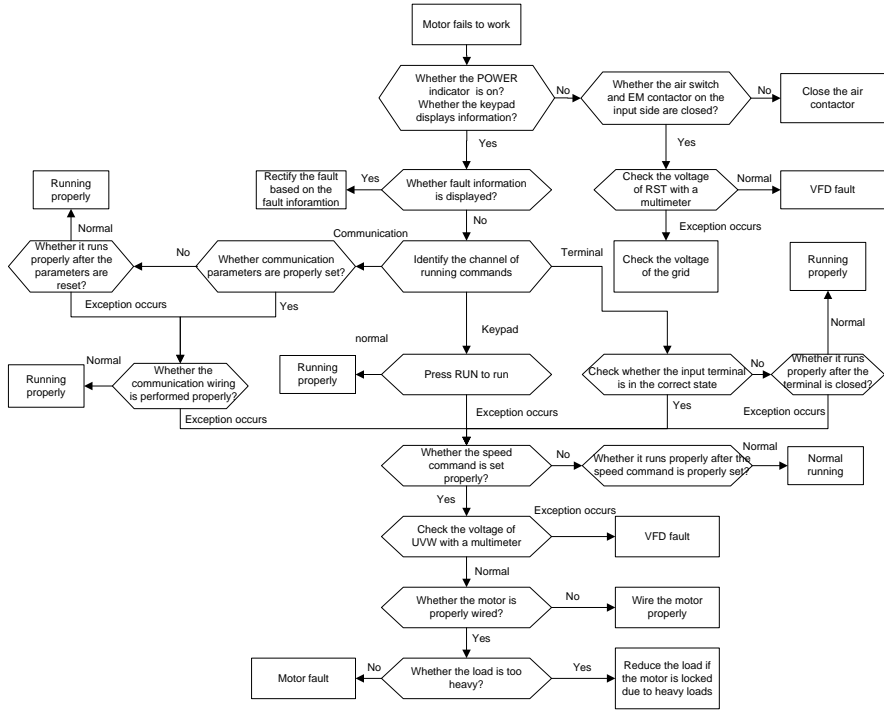 Motor fails to work
Whether the POWER
indicator is on?
Whether the keypad
displays information?
No
Whether the air switch
and EM contactor on the
input side are closed?
No
Close the air
contactor
Yes
Yes
Rectify the fault
based on the
fault inforamtion
Yes
Whether fault information
is displayed?
Check the voltage
of RST with a
multimeter
Normal
VFD fault
Running
properly
Normal
No
Exception occurs
Communication
Terminal
Whether it runs
properly after the
parameters are
reset?
No
Whether communication
parameters are properly set?
Identify the channel of
running commands
Check the voltage
of the grid
Running
properly
Exception occurs
Yes
Keypad
Normal
normal
Running
properly
Normal
Whether the
communication wiring
is performed properly?
Running
properly
Press RUN to run
Check whether the input terminal
is in the correct state
No
Whether it runs
properly after the
terminal is closed?
Exception occurs
Exception occurs
Yes
Exception occurs
Whether the speed
command is set
properly?
No
Whether it runs properly after the
speed command is properly set?
Normal
Normal
running
Yes
Check the voltage of
UVW with a multimeter
Exception occurs
VFD fault
Normal
Whether the motor is
properly wired?
No
Wire the motor
properly
Yes
Motor fault
No
Whether the load is too
heavy?
Yes
Reduce the load if
the motor is locked
due to heavy loads